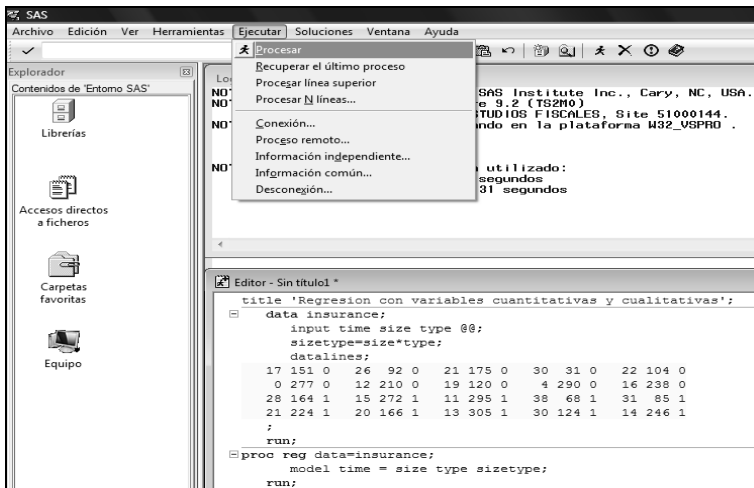 SAS
Archivo Edición Ver Herramientas Ejecutar Soluciones Ventana Ayuda
Procesar
Recuperar el último proceso
Procesar línea superior
Procesar N líneas...
Conexión...
Proceso remoto...
Información independiente...
Información común...
Desconexión...
Explorador
Contenidos de 'Entorno SAS'
Librerías
Accesos directos
a ficheros
Carpetas
favoritas
Equipo
SAS Institute Inc., Cary, NC, USA.
9.2 (TS2M0)
FISCALES, Site 51000144.
en la plataforma W32_VSPRO .
utilizado:
segundos
31 segundos
Editor - Sin título1 *
title 'Regresion con variables cuantitativas y cualitativas';
data insurance;
input time size type @@;
sizetype=size*type;
datalines;
17 151 0 26 92 0 21 175 0 30 31 0 22 104 0
0 277 0 12 210 0 19 120 0 4 290 0 16 238 0
28 164 1 15 272 1 11 295 1 38 68 1 31 85 1
21 224 1 20 166 1 13 305 1 30 124 1 14 246 1
;
run;
proc reg data=insurance;
model time = size type sizetype;
run;